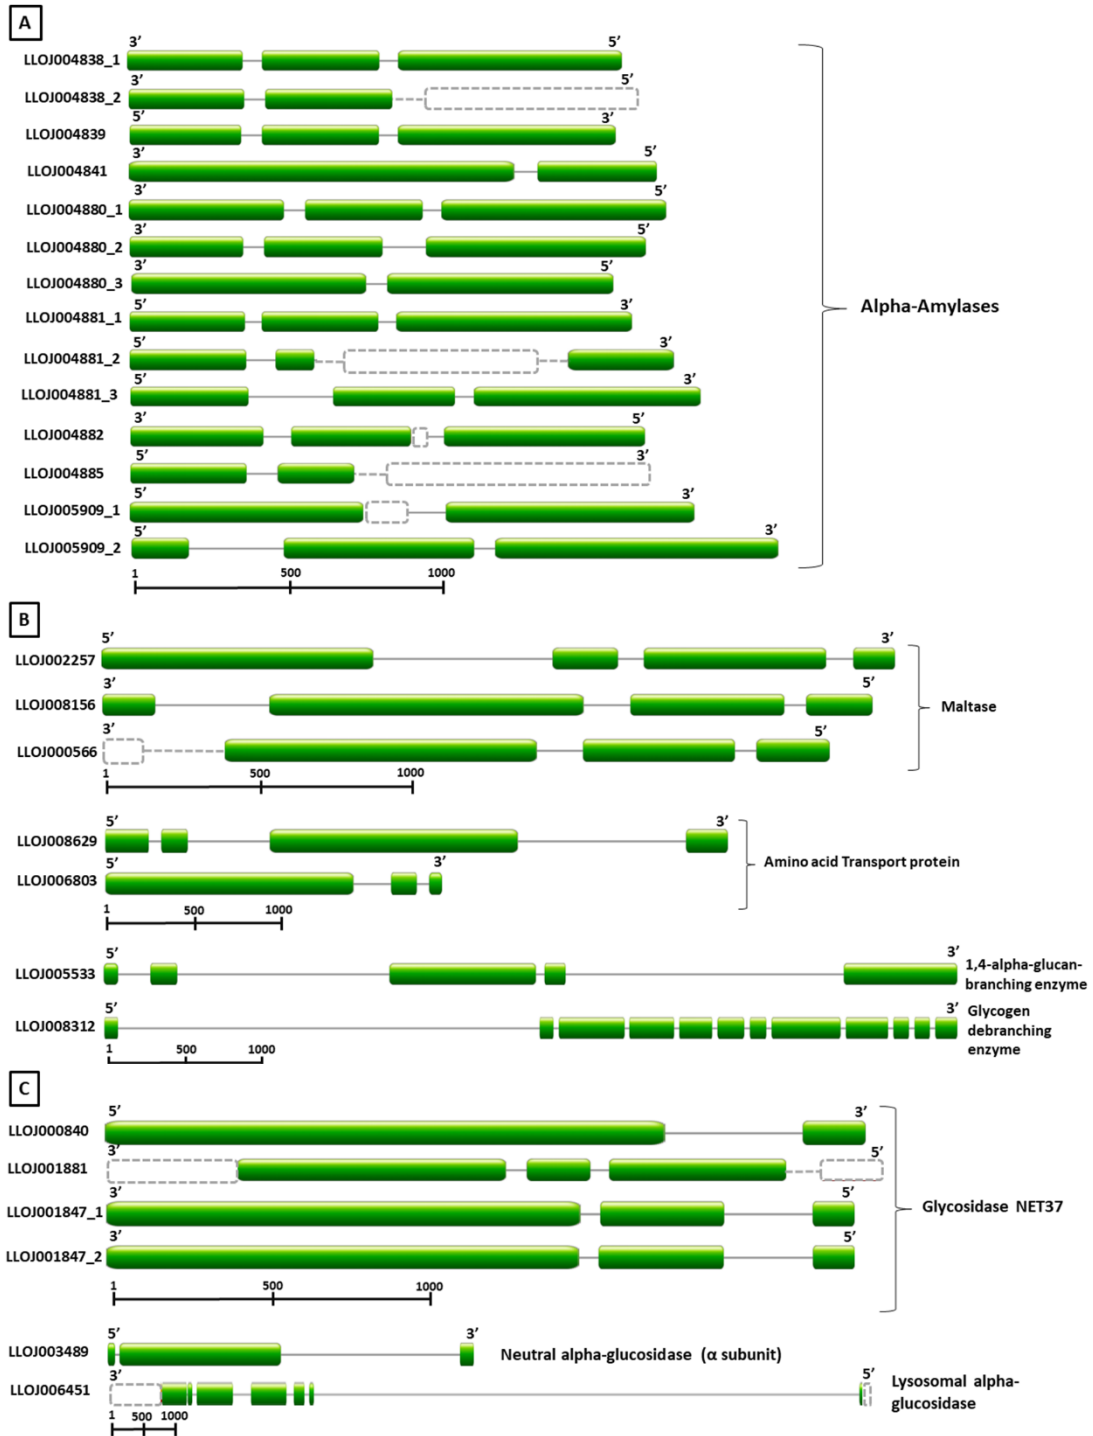 A
3’ 5’
LLOJ004838_1
3’ 5’
LLOJ004838_2
5’ 3’
LLOJ004839
3’ 5’
LLOJ004841
3’ 5’
LLOJ004880_1
3’ 5’
LLOJ004880_2
3’ 5’
LLOJ004880_3
5’ 3’
LLOJ004881_1
Alpha-Amylases
5’ 3’
LLOJ004881_2
5’ 3’
LLOJ004881_3
3’ 5’
LLOJ004882
5’ 3’
LLOJ004885
5’ 3’
LLOJ005909_1
5’ 3’
LLOJ005909_2
1 500 1000
B
5’ 3’
LLOJ002257
3’ 5’
LLOJ008156
Maltase
3’ 5’
LLOJ000566
1 500 1000
5’ 3’
LLOJ008629
Amino acid Transport protein
5’ 3’
LLOJ006803
1 500 1000
5’ 3’
LLOJ005533
1,4-alpha-glucan-
branching enzyme
5’ 3’
LLOJ008312
Glycogen
debranching
enzyme
1 500 1000
C
5’ 3’
LLOJ000840
3’ 5’
LLOJ001881
3’ 5’
LLOJ001847_1
Glycosidase NET37
3’ 5’
LLOJ001847_2
1 500 1000
5’ 3’
LLOJ003489
Neutral alpha-glucosidase (α subunit)
3’ 5’
LLOJ006451
Lysosomal alpha-
glucosidase
1 500 1000